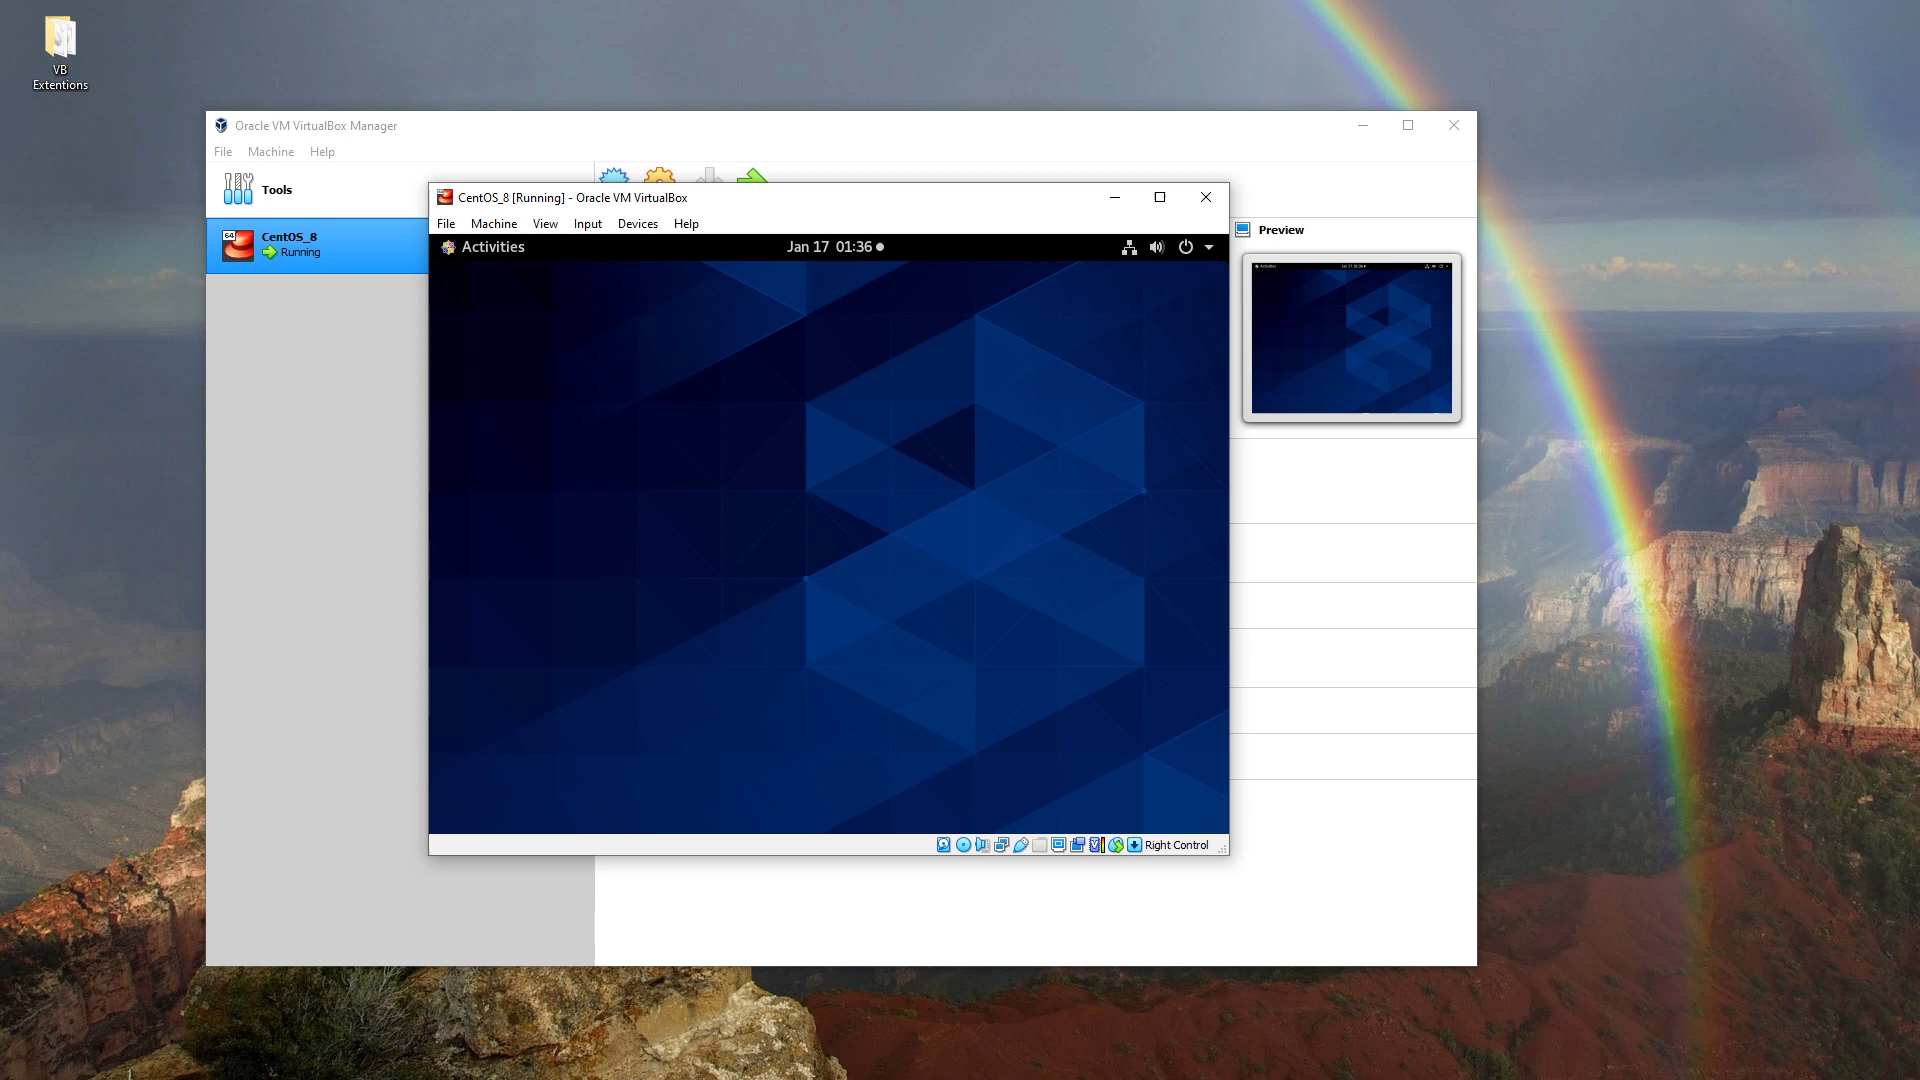 VB
Extentions
Oracle VM VirtualBox Manager
File Machine Help
Tools
CentOS_8 [Running] - Oracle VM VirtualBox
File Machine View Input Devices Help
64
CentOS_8
Running
Activities
Jan 17 01:36
Preview
Right Control